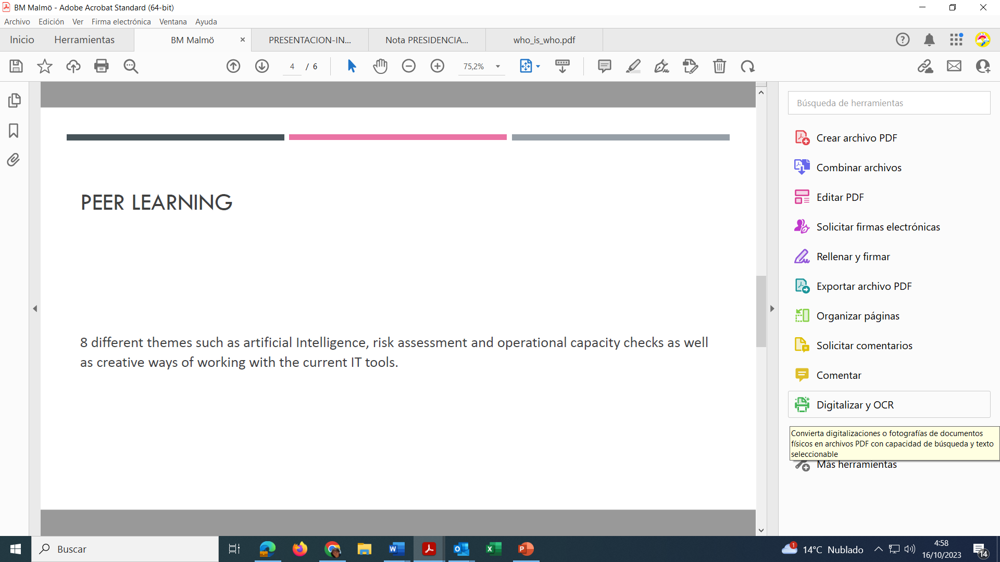 BM Malmö - Adobe Acrobat Standard (64-bit)
Archivo Edición Ver Firma electrónica Ventana Ayuda
Inicio Herramientas BM Malmö PRESENTACION-IN... Nota PRESIDENCIA... who_is_who.pdf
4 / 6 75,2%
Búsqueda de herramientas
Crear archivo PDF
Combinar archivos
Editar PDF
Solicitar firmas electrónicas
Rellenar y firmar
Exportar archivo PDF
Organizar páginas
Solicitar comentarios
Comentar
Digitalizar y OCR
Convierta digitalizaciones o fotografías de documentos
físicos en archivos PDF con capacidad de búsqueda y texto
seleccionable
Más herramientas
PEER LEARNING
8 different themes such as artificial Intelligence, risk assessment and operational capacity checks as well
as creative ways of working with the current IT tools.
Buscar
1
14°C Nublado
4:58
16/10/2023
14